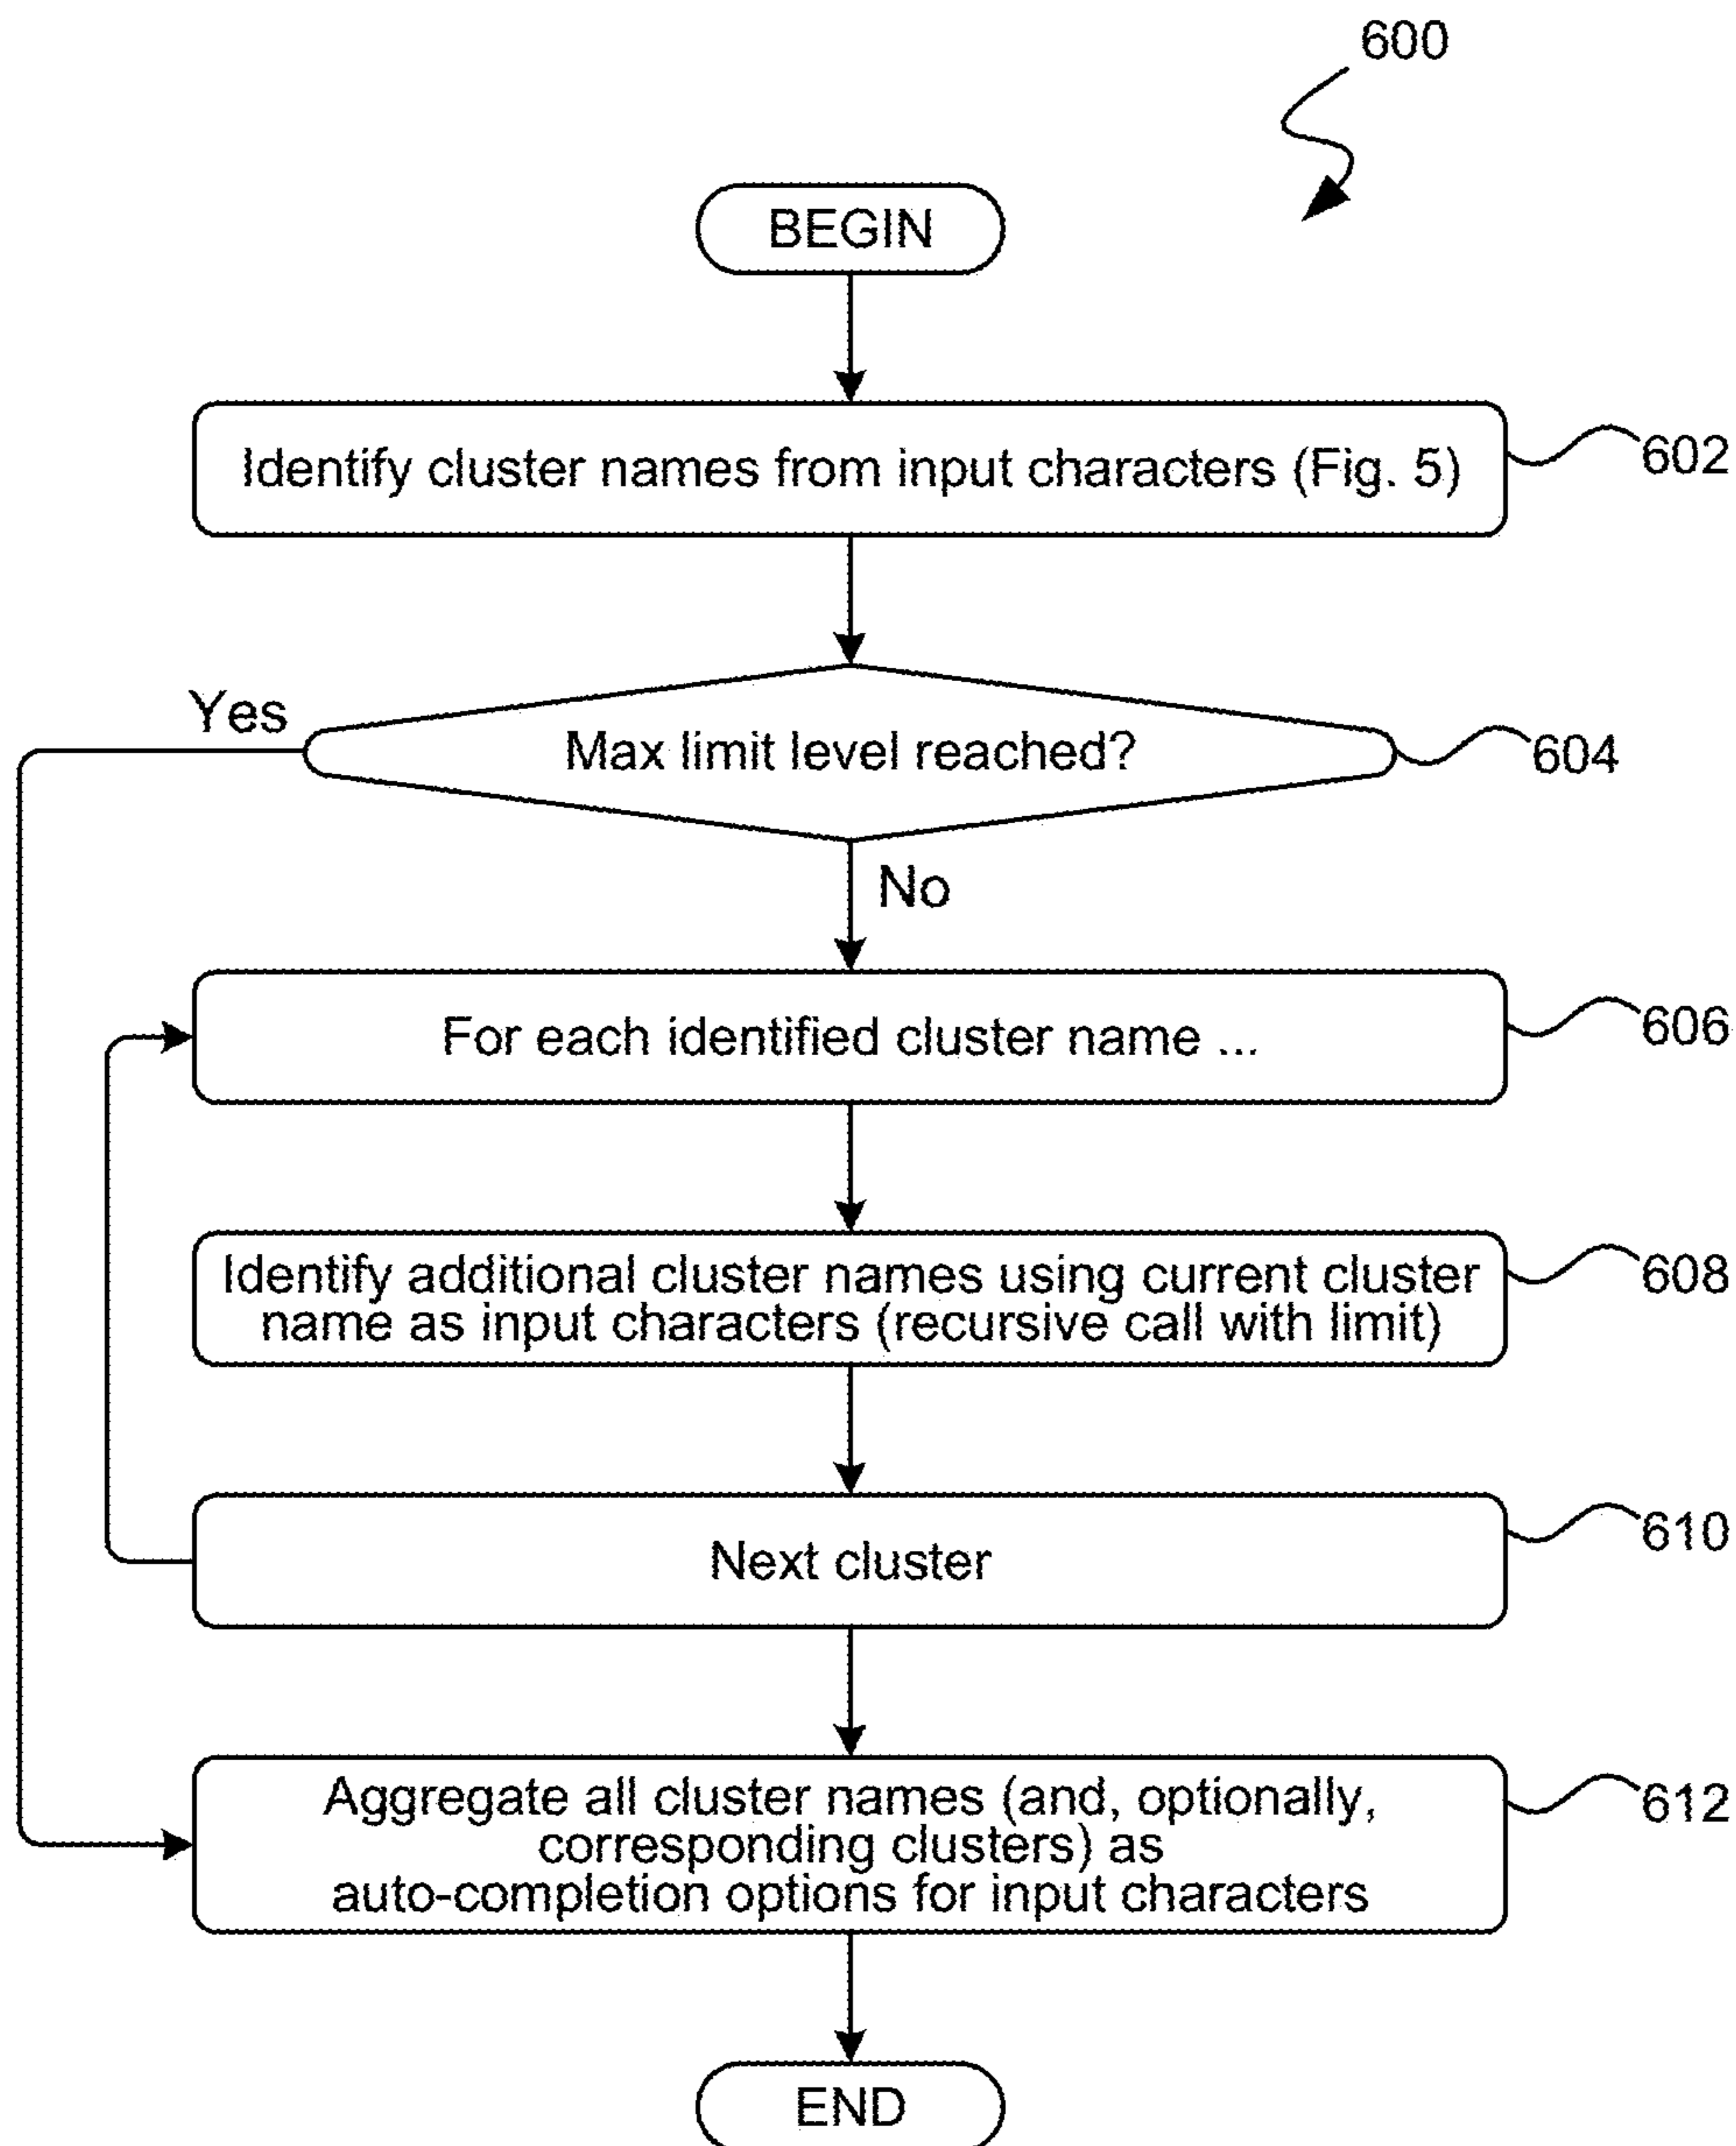 600
BEGIN
Identify cluster names from input characters (Fig. 5)
602
Yes
Max limit level reached?
604
No
For each identified cluster name ...
606
Identify additional cluster names using current cluster
name as input characters (recursive call with limit)
608
Next cluster
610
Aggregate all cluster names (and, optionally,
corresponding clusters) as
auto-completion options for input characters
612
END